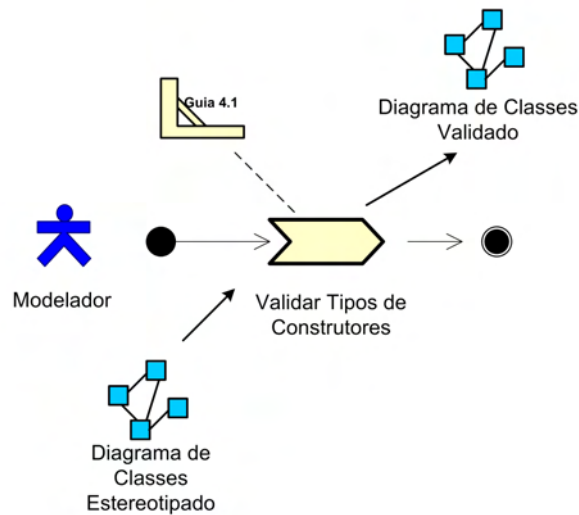 Diagrama de Classes
Validado
Guia 4.1
Modelador
Validar Tipos de
Construtores
Diagrama de
Classes
Estereotipado